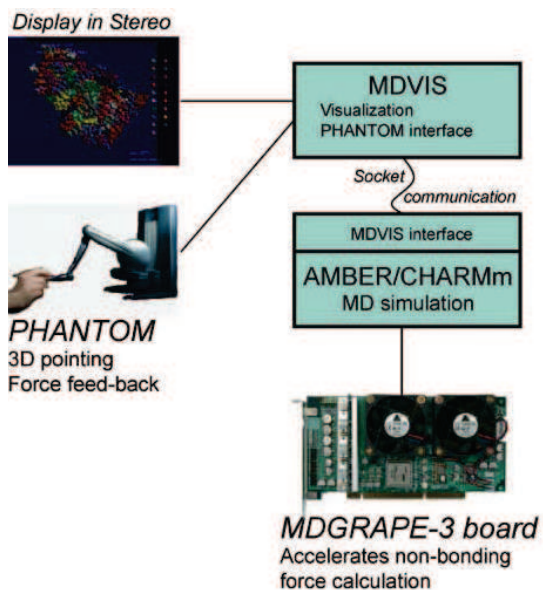 Display in Stereo
MDVIS
Visualization
PHANTOM interface
Socket
communication
MDVIS interface
AMBER/CHARMm
MD simulation
PHANTOM
3D pointing
Force feed-back
MDGRAPE-3 board
Accelerates non-bonding
force calculation